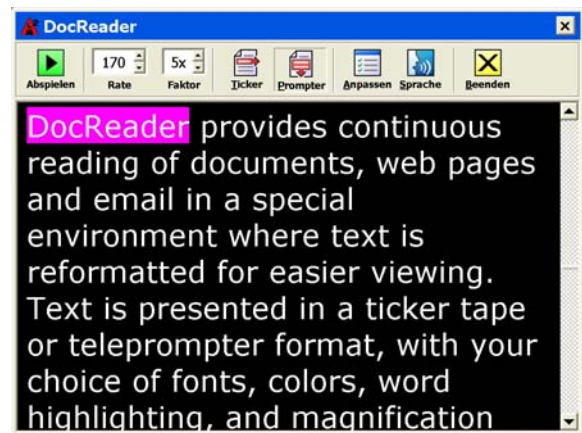 DocReader
170 5x
Abspielen Rate Faktor Ticker Prompter Anpassen Sprache Beenden
DocReader provides continuous
reading of documents, web pages
and email in a special
environment where text is
reformatted for easier viewing.
Text is presented in a ticker tape
or teleprompter format, with your
choice of fonts, colors, word
highlighting, and magnification